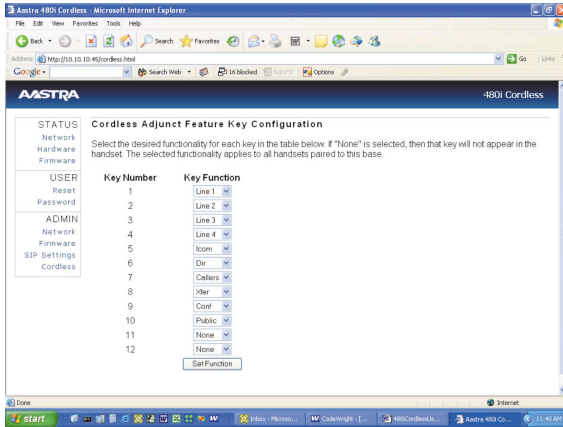 Aastra 480i Cordless - Microsoft Internet Explorer
File Edit View Favorites Tools Help
Back Search Favorites
Address http://10.10.10.45/cordless.html Go Links
Google Search Web 16 blocked AutoFill Options
AASTRA 480i Cordless
STATUS
Network
Hardware
Firmware
USER
Reset
Password
ADMIN
Network
Firmware
SIP Settings
Cordless
Cordless Adjunct Feature Key Configuration
Select the desired functionality for each key in the table below. If "None" is selected, then that key will not appear in the
handset. The selected functionality applies to all handsets paired to this base.
Key Number Key Function
1 Line 1
2 Line 2
3 Line 3
4 Line 4
5 Icom
6 Dir
7 Callers
8 Xfer
9 Conf
10 Public
11 None
12 None
Set Function
Done Internet
start Inbox - Microso... CodeWright - [... 480iCordlessUs... Aastra 480i Co... 11:40 AM